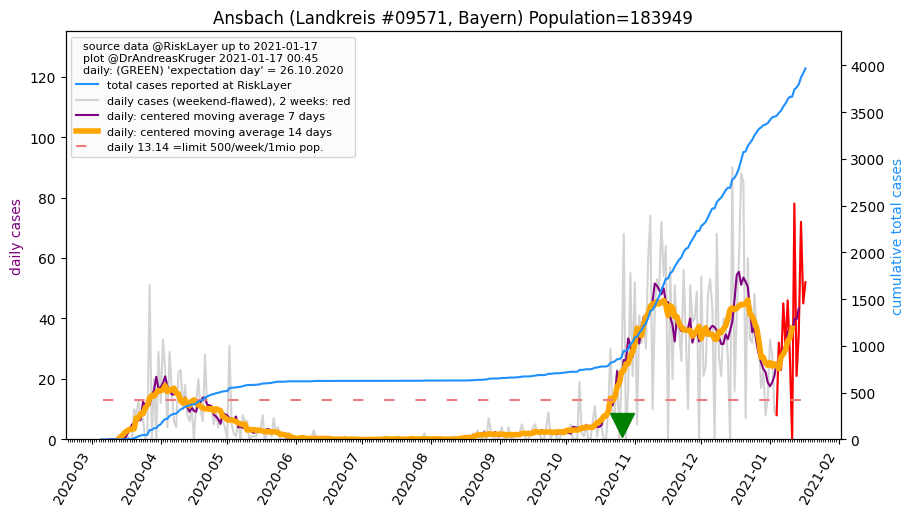 Ansbach (Landkreis #09571, Bayern) Population=183949
source data @RiskLayer up to 2021-01-17
plot @DrAndreasKruger 2021-01-17 00:45
daily: (GREEN) 'expectation day' = 26.10.2020
total cases reported at RiskLayer
daily cases (weekend-flawed), 2 weeks: red
daily: centered moving average 7 days
daily: centered moving average 14 days
daily 13.14 =limit 500/week/1mio pop.
daily cases
120
100
80
60
40
20
0
cumulative total cases
4000
3500
3000
2500
2000
1500
1000
500
0
2020-03
2020-04
2020-05
2020-06
2020-07
2020-08
2020-09
2020-10
2020-11
2020-12
2021-01
2021-02